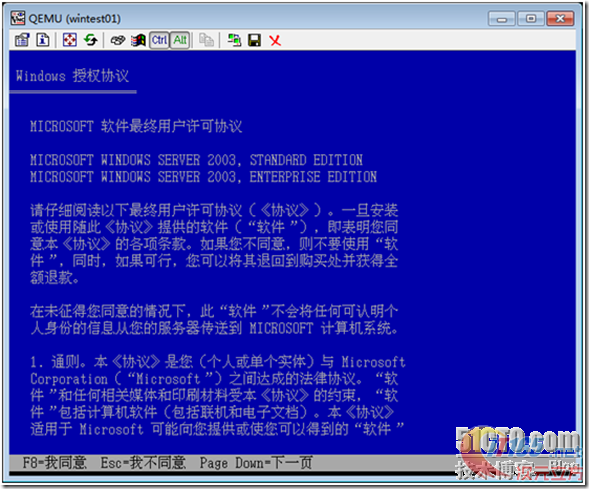 QEMU (wintest01)
Ctrl Alt
Windows 授权协议
MICROSOFT 软件最终用户许可协议
MICROSOFT WINDOWS SERVER 2003, STANDARD EDITION
MICROSOFT WINDOWS SERVER 2003, ENTERPRISE EDITION
请仔细阅读以下最终用户许可协议（《协议》）。一旦安装
或使用随此《协议》提供的软件（“软件 ”），即表明您同
意本《协议》的各项条款。如果您不同意，则不要使用“软
件 ”，同时，如果可行，您可以将其退回到购买处并获得全
额退款。
在未征得您同意的情况下，此“软件 ”不会将任何可认明个
人身份的信息从您的服务器传送到 MICROSOFT 计算机系统。
1. 通则。本《协议》是您（个人或单个实体）与 Microsoft
Corporation（“Microsoft”）之间达成的法律协议。“软
件 ”和任何相关媒体和印刷材料受本《协议》的约束，“软
件 ”包括计算机软件（包括联机和电子文档）。本《协议》
适用于 Microsoft 可能向您提供或使您可以得到的“软件 ”
F8=我同意 Esc=我不同意 Page Down=下一页
51CTO.com
技术博客